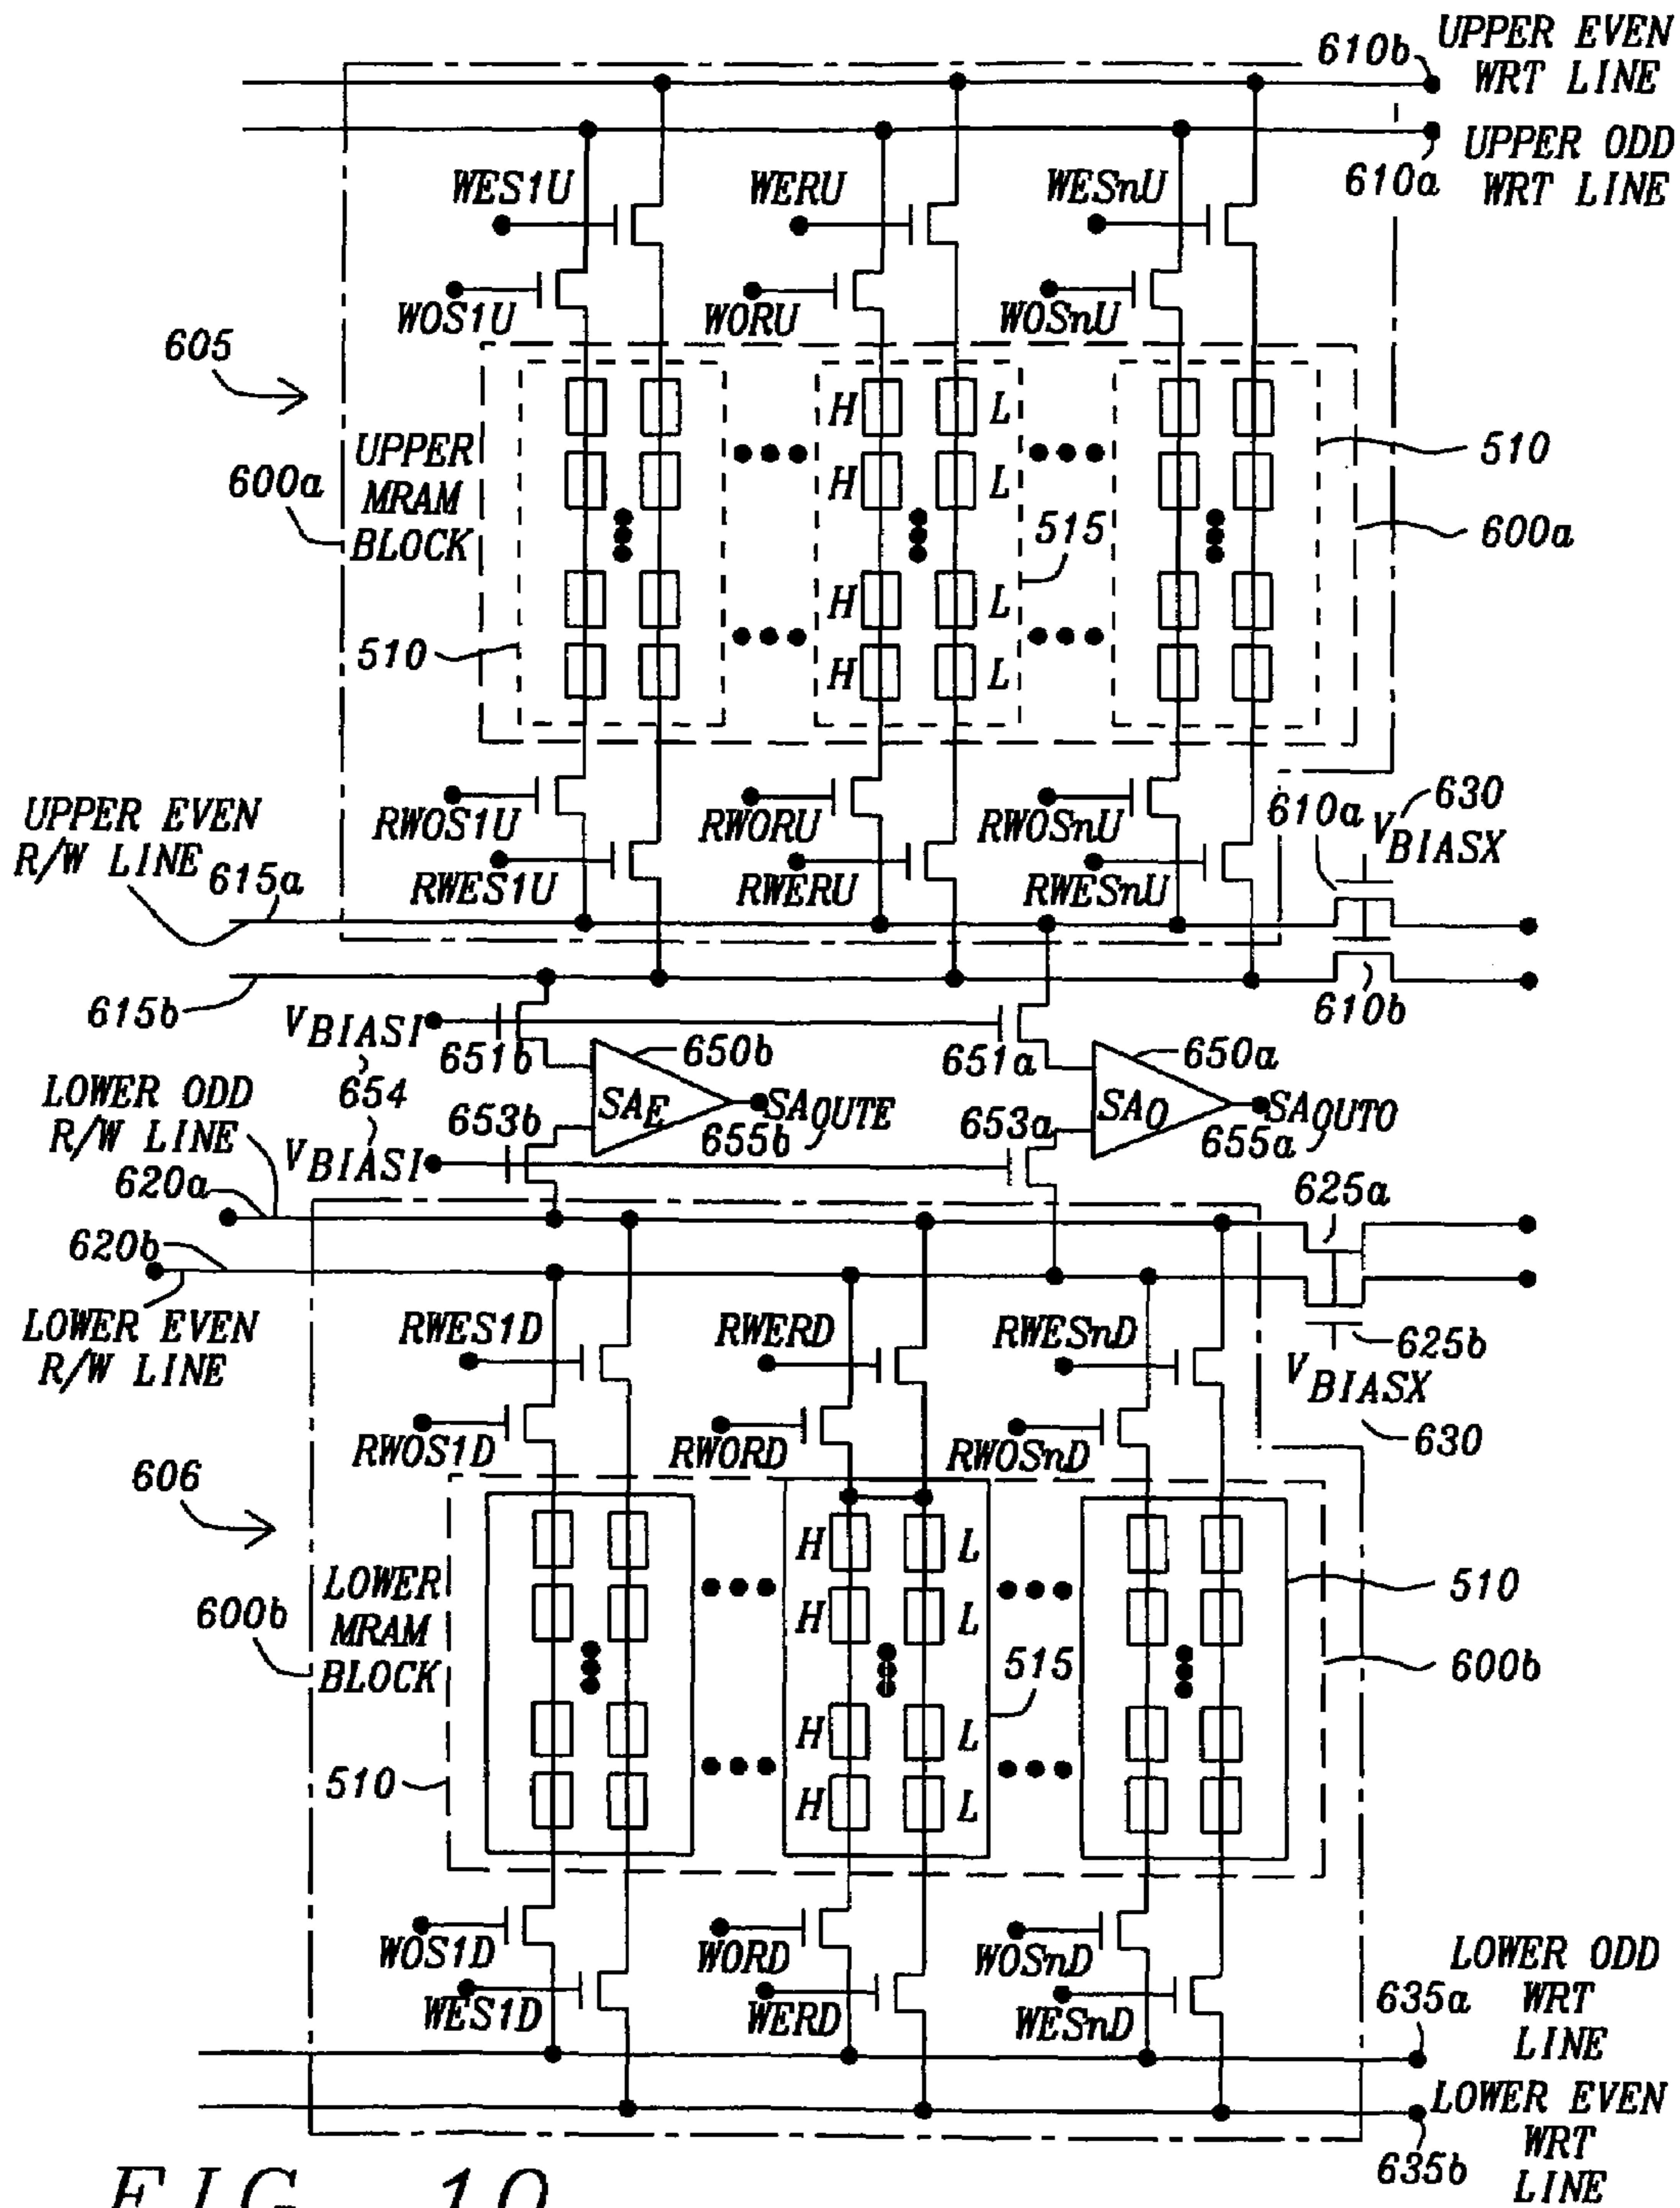 610b
UPPER EVEN
WRT LINE
610a
UPPER ODD
WRT LINE
WES1U
WERU
WESnU
WOS1U
WORU
WOSnU
605
600a
UPPER
MRAM
BLOCK
H
L
510
H
L
515
600a
H
L
510
H
L
UPPER EVEN
R/W LINE
615a
RWOS1U
RWORU
RWOSnU
610a
630
VBIASX
RWES1U
RWERU
RWESnU
615b
610b
VBIASI
651b
650b
651a
650a
654
SAE
SAOUTE
655b
SAO
SAOUTO
655a
LOWER ODD
R/W LINE
653b
653a
VBIASI
620a
625a
620b
LOWER EVEN
R/W LINE
RWES1D
RWERD
RWESnD
625b
VBIASX
630
RWOS1D
RWORD
RWOSnD
606
600b
LOWER
MRAM
BLOCK
H
L
510
H
L
515
600b
H
L
510
H
L
WOS1D
WORD
WOSnD
WES1D
WERD
WESnD
LOWER ODD
WRT
LINE
635a
LOWER EVEN
WRT
LINE
635b
FIG. 10